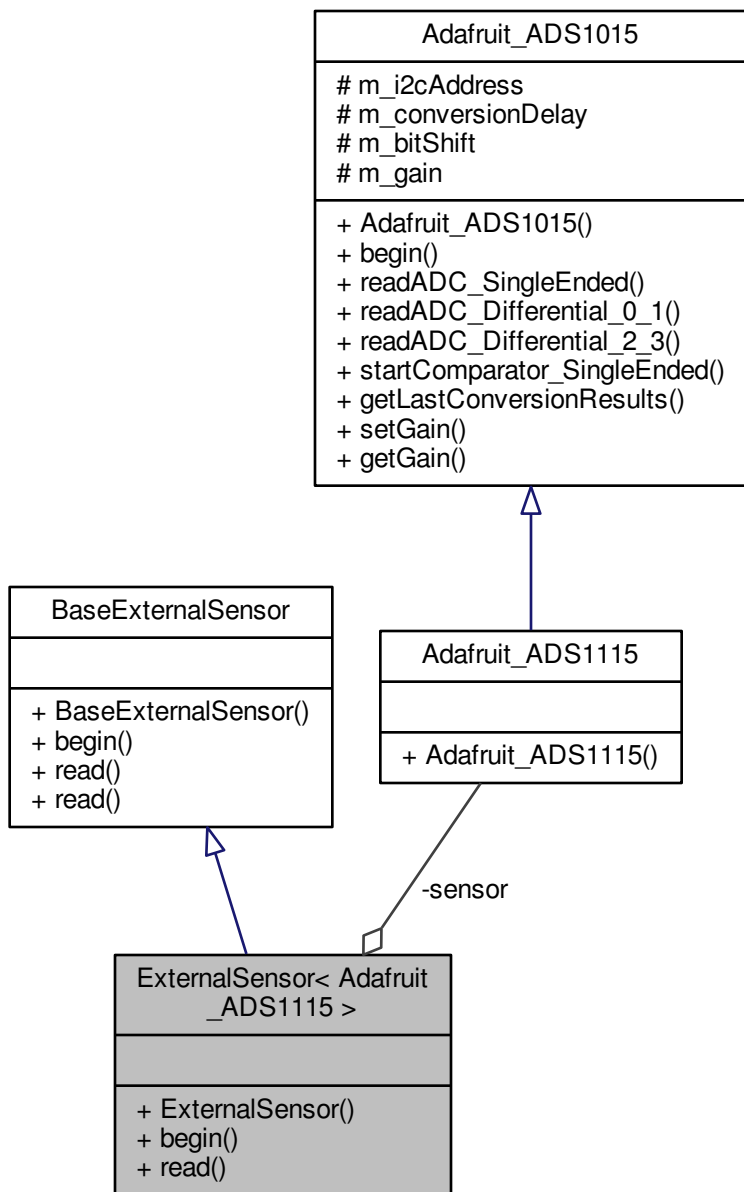 Adafruit_ADS1015
# m_i2cAddress
# m_conversionDelay
# m_bitShift
# m_gain
+ Adafruit_ADS1015()
+ begin()
+ readADC_SingleEnded()
+ readADC_Differential_0_1()
+ readADC_Differential_2_3()
+ startComparator_SingleEnded()
+ getLastConversionResults()
+ setGain()
+ getGain()
BaseExternalSensor
+ BaseExternalSensor()
+ begin()
+ read()
+ read()
Adafruit_ADS1115
+ Adafruit_ADS1115()
-sensor
ExternalSensor< Adafruit
_ADS1115 >
+ ExternalSensor()
+ begin()
+ read()